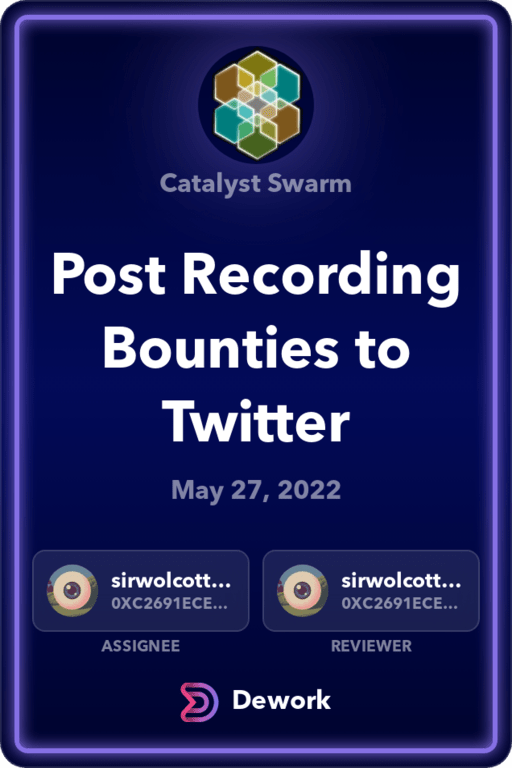 Catalyst Swarm
Post Recording
Bounties to
Twitter
May 27, 2022
sirwolcott...
0XC2691ECE...
ASSIGNEE
sirwolcott...
0XC2691ECE...
REVIEWER
Dework